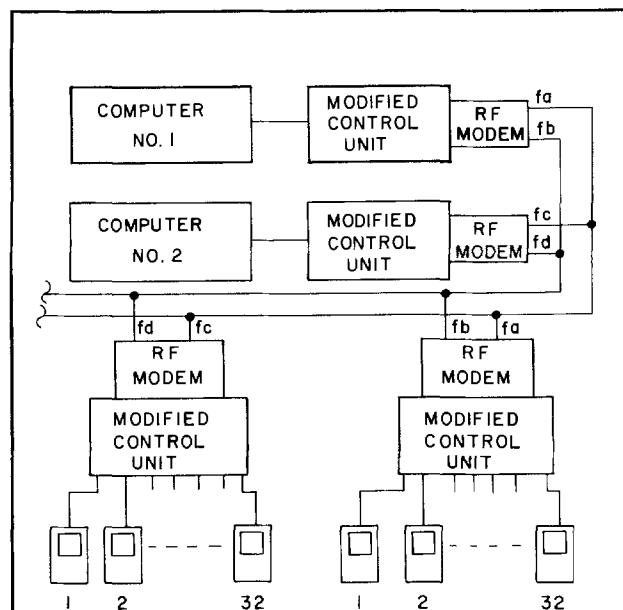 COMPUTER
NO. 1
MODIFIED
CONTROL
UNIT
RF
MODEM
fa
fb
COMPUTER
NO. 2
MODIFIED
CONTROL
UNIT
RF
MODEM
fc
fd
fd
fc
RF
MODEM
MODIFIED
CONTROL
UNIT
1
2
32
fb
fa
RF
MODEM
MODIFIED
CONTROL
UNIT
1
2
32